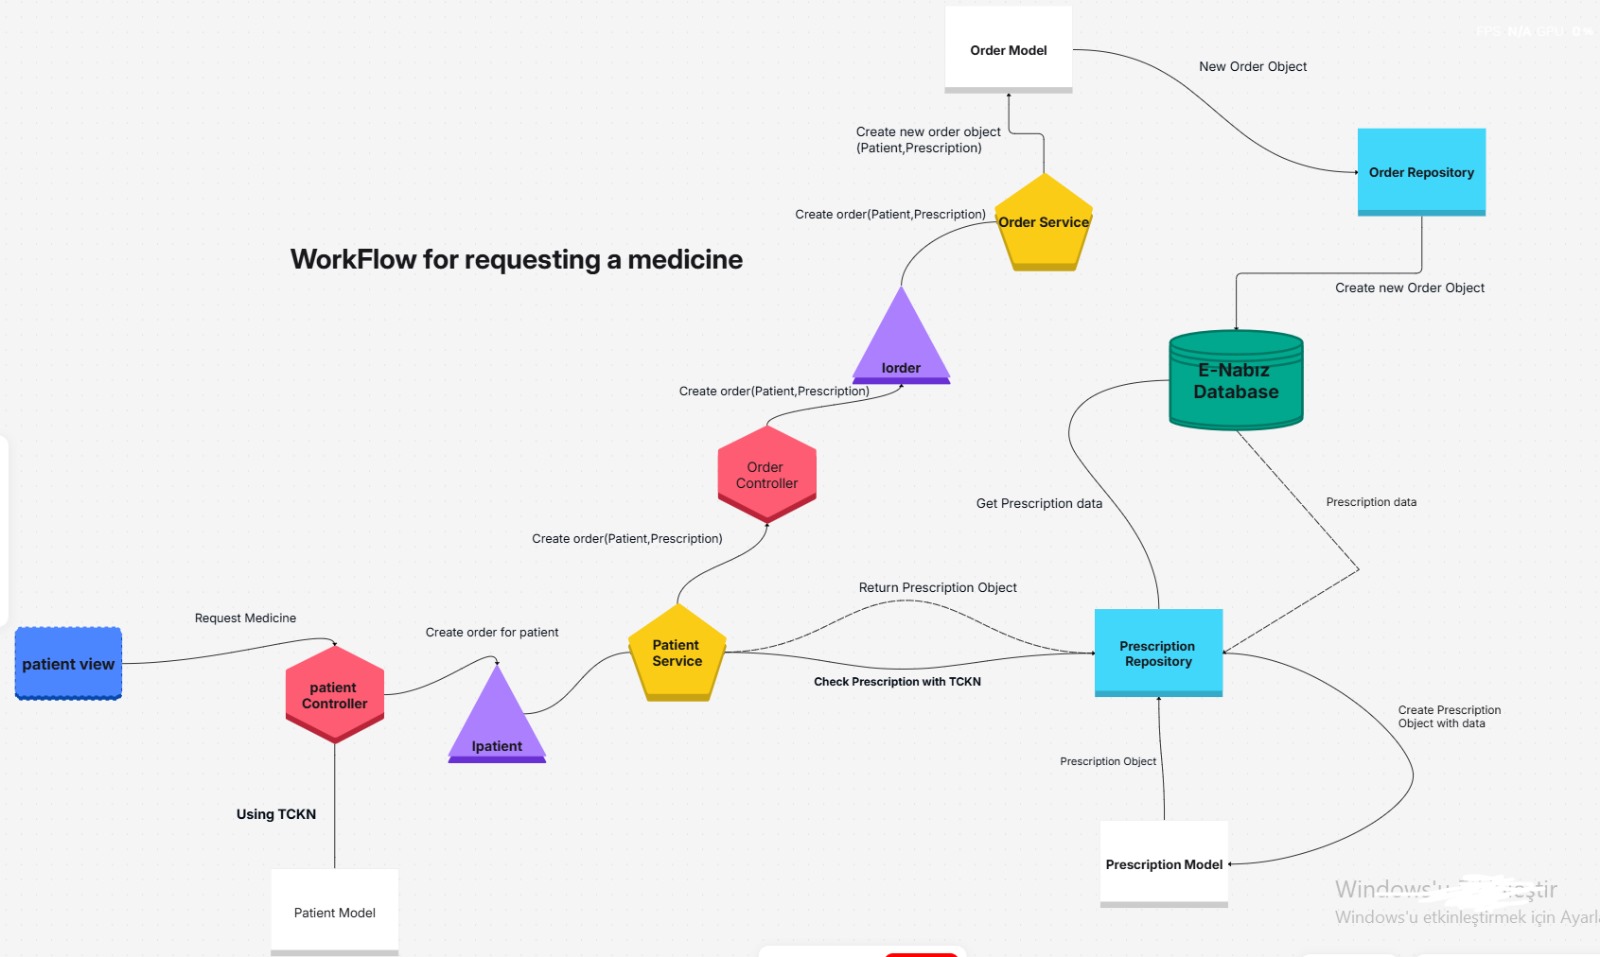 FPS: N/A GPU: 0%
Order Model
New Order Object
Create new order object
(Patient,Prescription)
Order Repository
Create order(Patient,Prescription)
Order Service
WorkFlow for requesting a medicine
Create new Order Object
Iorder
E-Nabız
Database
Create order(Patient,Prescription)
Order
Controller
Get Prescription data
Prescription data
Create order(Patient,Prescription)
Return Prescription Object
Request Medicine
Create order for patient
patient view
Patient
Service
Prescription
Repository
Check Prescription with TCKN
patient
Controller
Create Prescription
Object with data
Ipatient
Prescription Object
Using TCKN
Prescription Model
Windows'u
Patient Model
Windows'u etkinleştirmek için